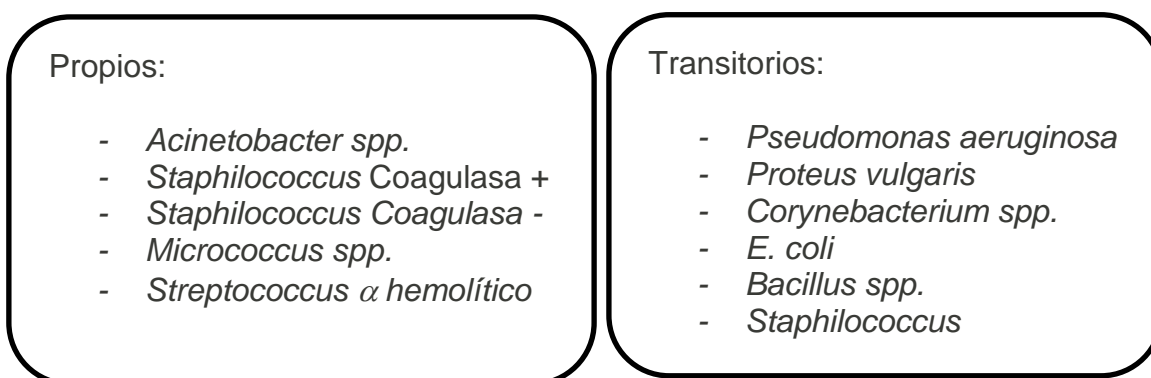 Propios:
- Acinetobacter spp.
- Staphilococcus Coagulasa +
- Staphilococcus Coagulasa -
- Micrococcus spp.
- Streptococcus α hemolítico
Transitorios:
- Pseudomonas aeruginosa
- Proteus vulgaris
- Corynebacterium spp.
- E. coli
- Bacillus spp.
- Staphilococcus